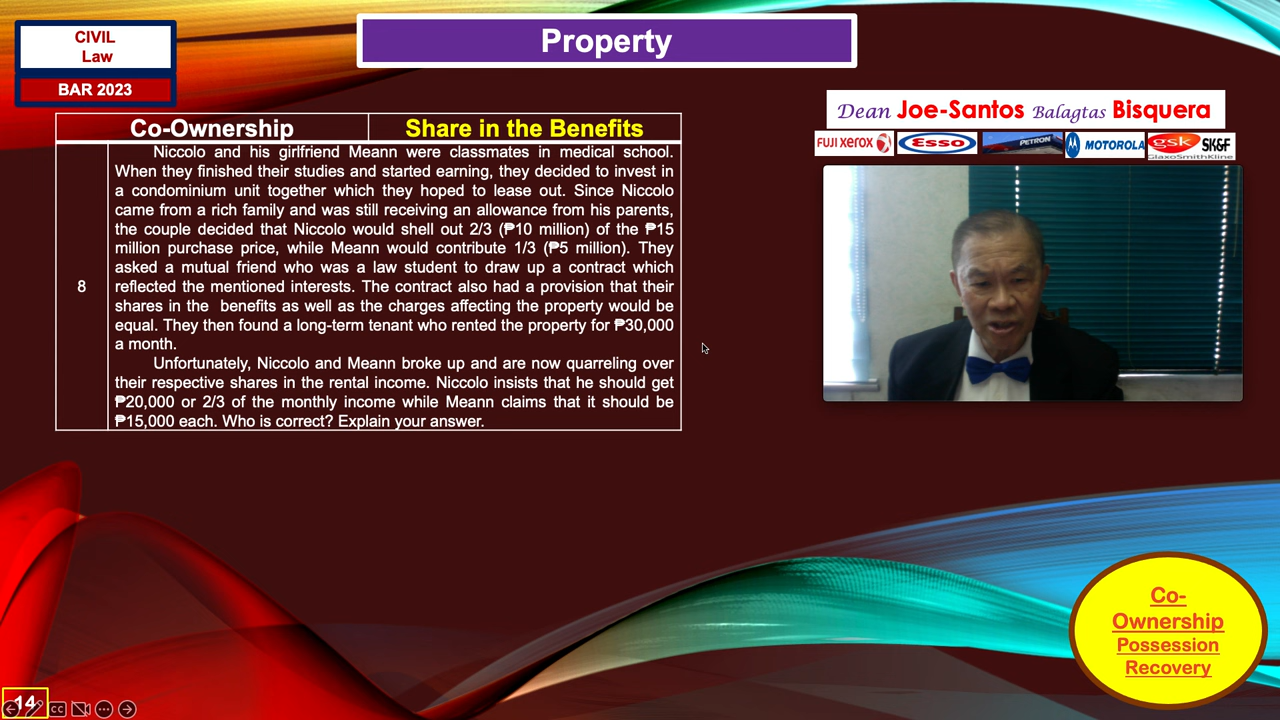 CIVIL
Law
BAR 2023
Property
Dean Joe-Santos Balagtas Bisquera
FUJI XEROX
Esso
PETRON
MOTOROLA
gsk
SK&F
GlaxoSmithKline
Co-Ownership
Share in the Benefits
8
Niccolo and his girlfriend Meann were classmates in medical school.
When they finished their studies and started earning, they decided to invest in
a condominium unit together which they hoped to lease out. Since Niccolo
came from a rich family and was still receiving an allowance from his parents,
the couple decided that Niccolo would shell out 2/3 (₱10 million) of the ₱15
million purchase price, while Meann would contribute 1/3 (₱5 million). They
asked a mutual friend who was a law student to draw up a contract which
reflected the mentioned interests. The contract also had a provision that their
shares in the benefits as well as the charges affecting the property would be
equal. They then found a long-term tenant who rented the property for ₱30,000
a month.
Unfortunately, Niccolo and Meann broke up and are now quarreling over
their respective shares in the rental income. Niccolo insists that he should get
₱20,000 or 2/3 of the monthly income while Meann claims that it should be
₱15,000 each. Who is correct? Explain your answer.
Co-
Ownership
Possession
Recovery
14
CC